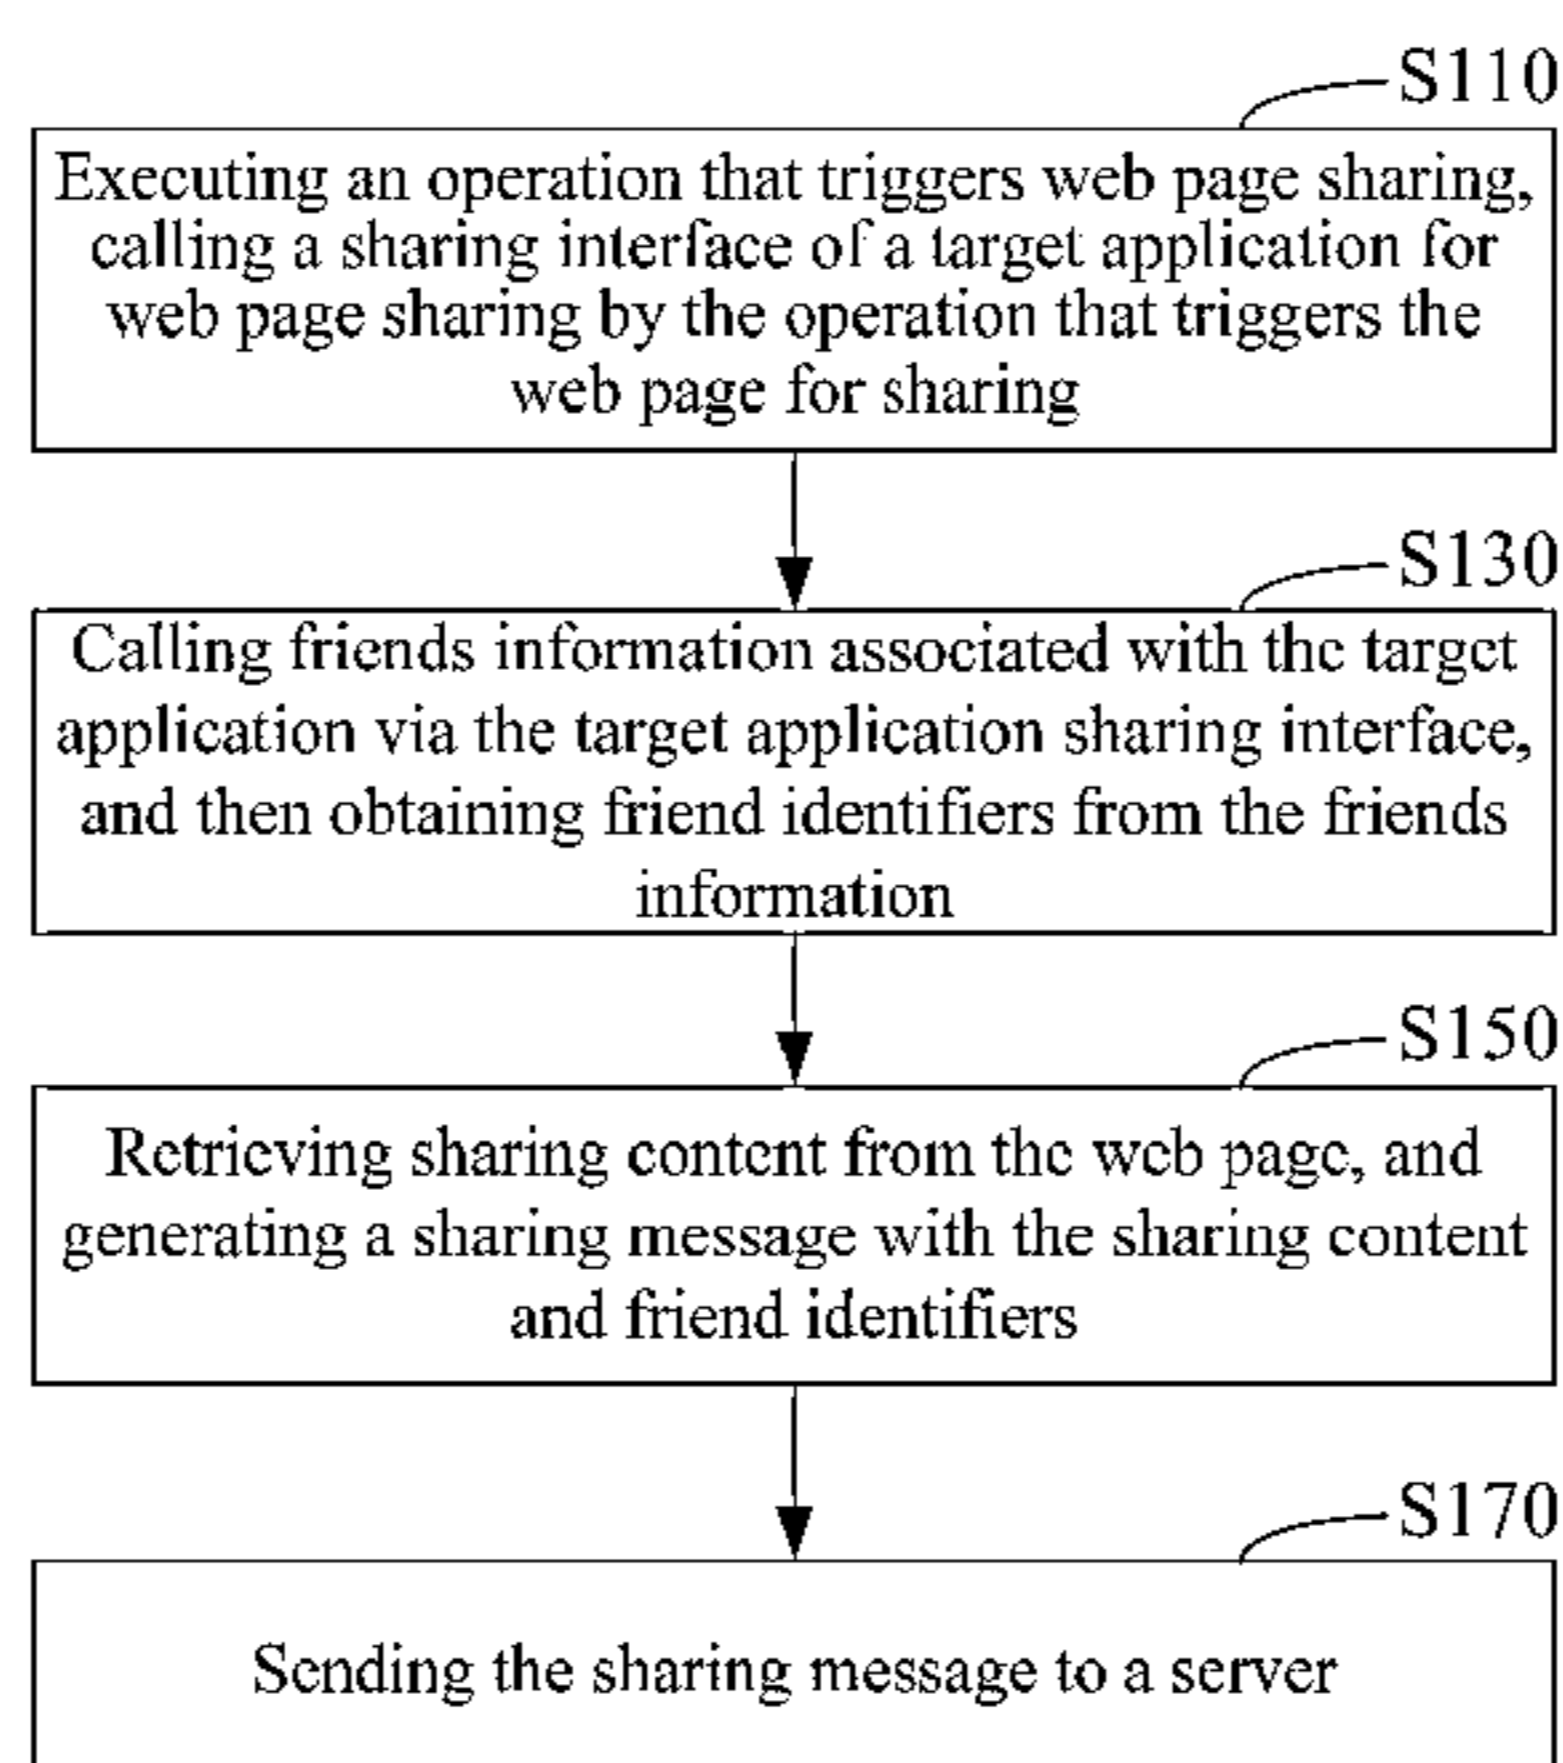 S110
Executing an operation that triggers web page sharing,
calling a sharing interface of a target application for
web page sharing by the operation that triggers the
web page for sharing
S130
Calling friends information associated with the target
application via the target application sharing interface,
and then obtaining friend identifiers from the friends
information
S150
Retrieving sharing content from the web page, and
generating a sharing message with the sharing content
and friend identifiers
S170
Sending the sharing message to a server